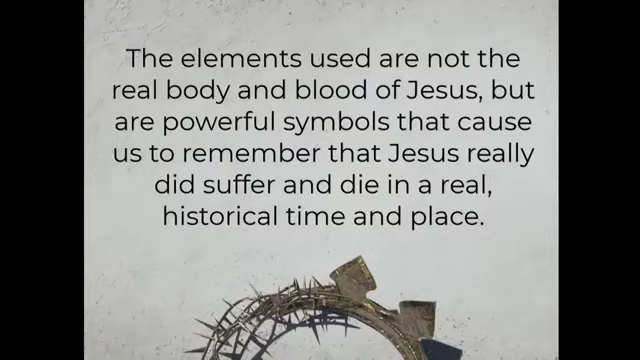 The elements used are not the
real body and blood of Jesus, but
are powerful symbols that cause
us to remember that Jesus really
did suffer and die in a real,
historical time and place.